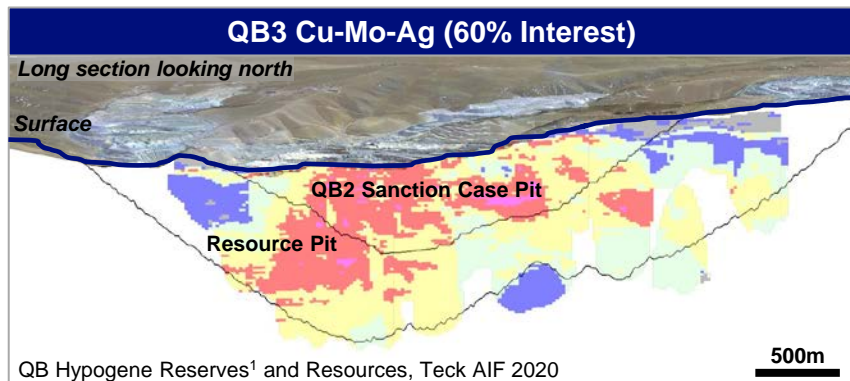 QB3 Cu-Mo-Ag (60% Interest)
Long section looking north
Surface
QB2 Sanction Case Pit
Resource Pit
QB Hypogene Reserves¹ and Resources, Teck AIF 2020
500m